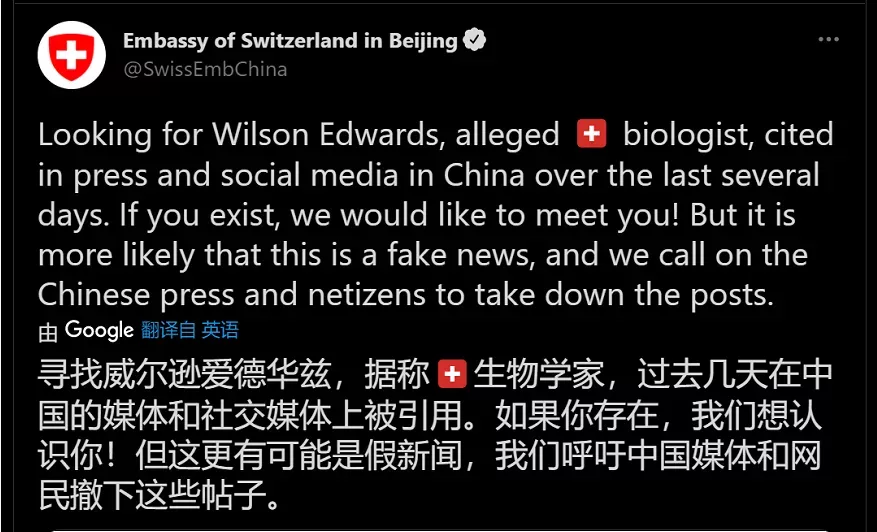 Embassy of Switzerland in Beijing
@SwissEmbChina
Looking for Wilson Edwards, alleged 🇨🇭 biologist, cited
in press and social media in China over the last several
days. If you exist, we would like to meet you! But it is
more likely that this is a fake news, and we call on the
Chinese press and netizens to take down the posts.
由 Google 翻译自 英语
寻找威尔逊爱德华兹，据称🇨🇭生物学家，过去几天在中
国的媒体和社交媒体上被引用。如果你存在，我们想认
识你！但这更有可能是假新闻，我们呼吁中国媒体和网
民撤下这些帖子。